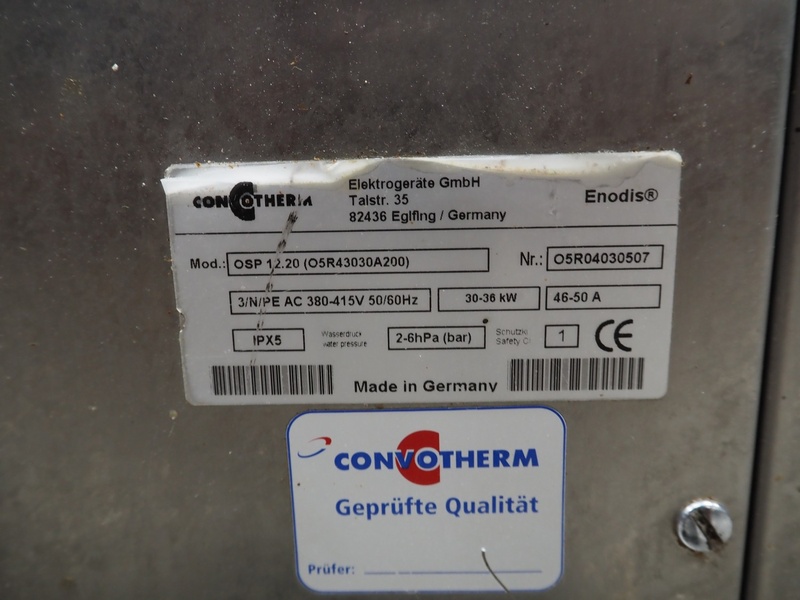 CONVOTHERM
Elektrogeräte GmbH
Talstr. 35
82436 Eglfing / Germany
Enodis®
Mod.: OSP 12.20 (O5R43030A200) Nr.: O5R04030507
3/N/PE AC 380-415V 50/60Hz 30-36 kW 46-50 A
IPX5 Wasserdruck 2-6hPa (bar) Schutzkl 1 CE
water pressure Safety Cl
Made in Germany
CONVOTHERM
Geprüfte Qualität
Prüfer: